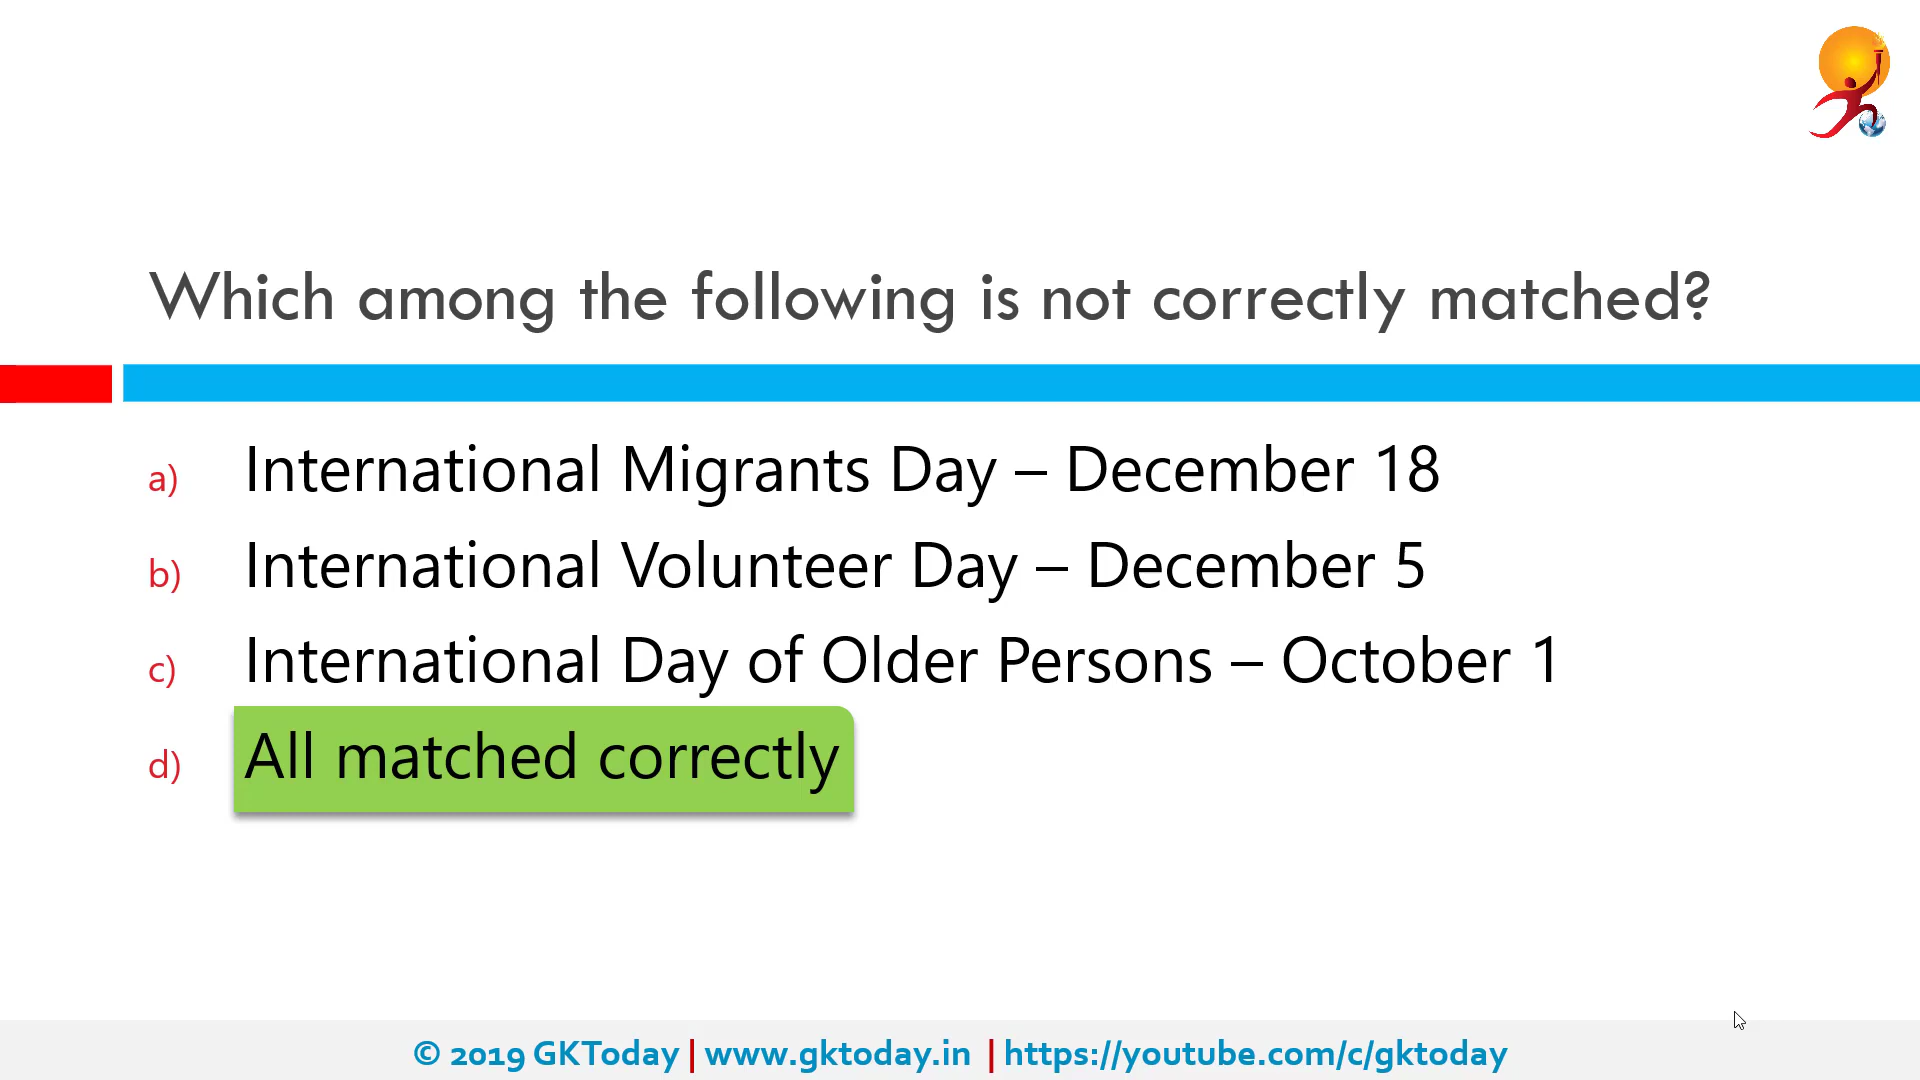 Which among the following is not correctly matched?
a) International Migrants Day – December 18
b) International Volunteer Day – December 5
c) International Day of Older Persons – October 1
d) All matched correctly
© 2019 GKToday | www.gktoday.in | https://youtube.com/c/gktoday